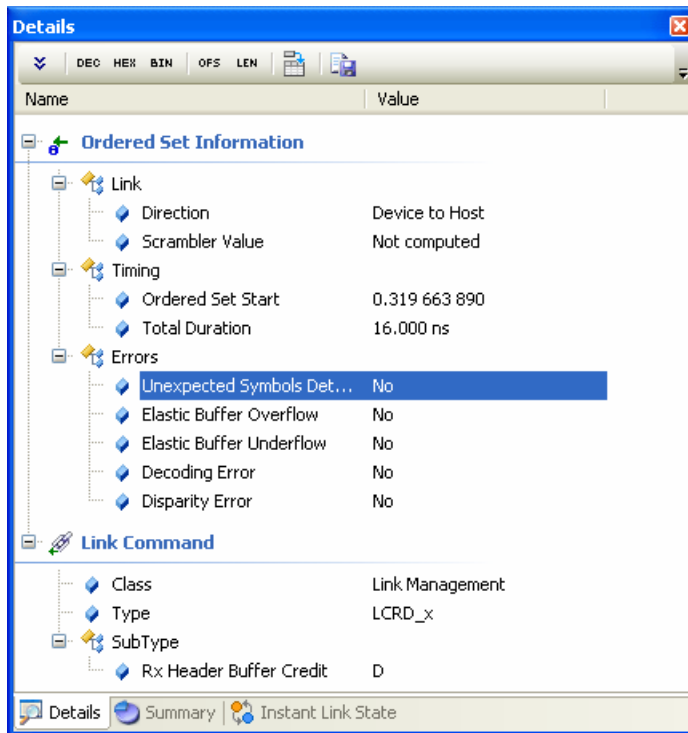 Details
DEC HEX BIN OFS LEN
Name Value
Ordered Set Information
Link
Direction Device to Host
Scrambler Value Not computed
Timing
Ordered Set Start 0.319 663 890
Total Duration 16.000 ns
Errors
Unexpected Symbols Det... No
Elastic Buffer Overflow No
Elastic Buffer Underflow No
Decoding Error No
Disparity Error No
Link Command
Class Link Management
Type LCRD_x
SubType
Rx Header Buffer Credit D
Details Summary Instant Link State